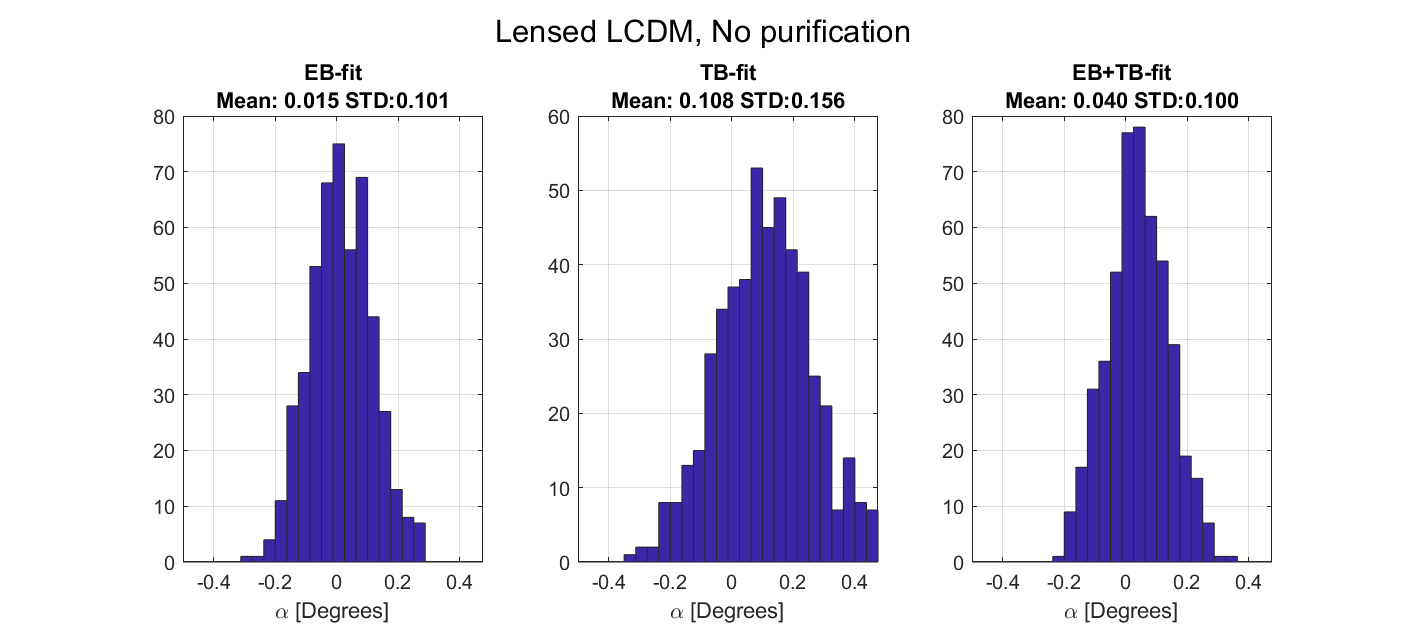 Lensed LCDM, No purification
EB-fit
Mean: 0.015 STD:0.101
80
70
60
50
40
30
20
10
0
-0.4 -0.2 0 0.2 0.4
α [Degrees]
TB-fit
Mean: 0.108 STD:0.156
60
50
40
30
20
10
0
-0.4 -0.2 0 0.2 0.4
α [Degrees]
EB+TB-fit
Mean: 0.040 STD:0.100
80
70
60
50
40
30
20
10
0
-0.4 -0.2 0 0.2 0.4
α [Degrees]